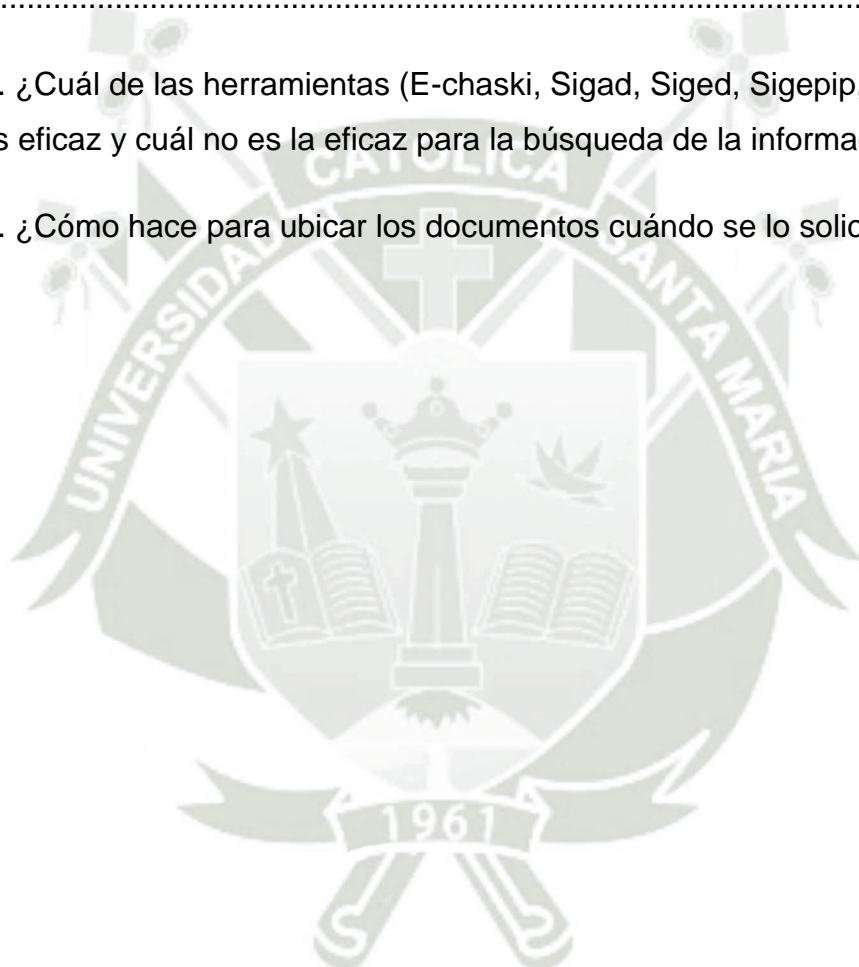 ........................................................................................................
. ¿Cuál de las herramientas (E-chaski, Sigad, Siged, Sigepip,
s eficaz y cuál no es la eficaz para la búsqueda de la informa
. ¿Cómo hace para ubicar los documentos cuándo se lo solic
UNIVERSIDAD CATOLICA SANTA MARIA
1961